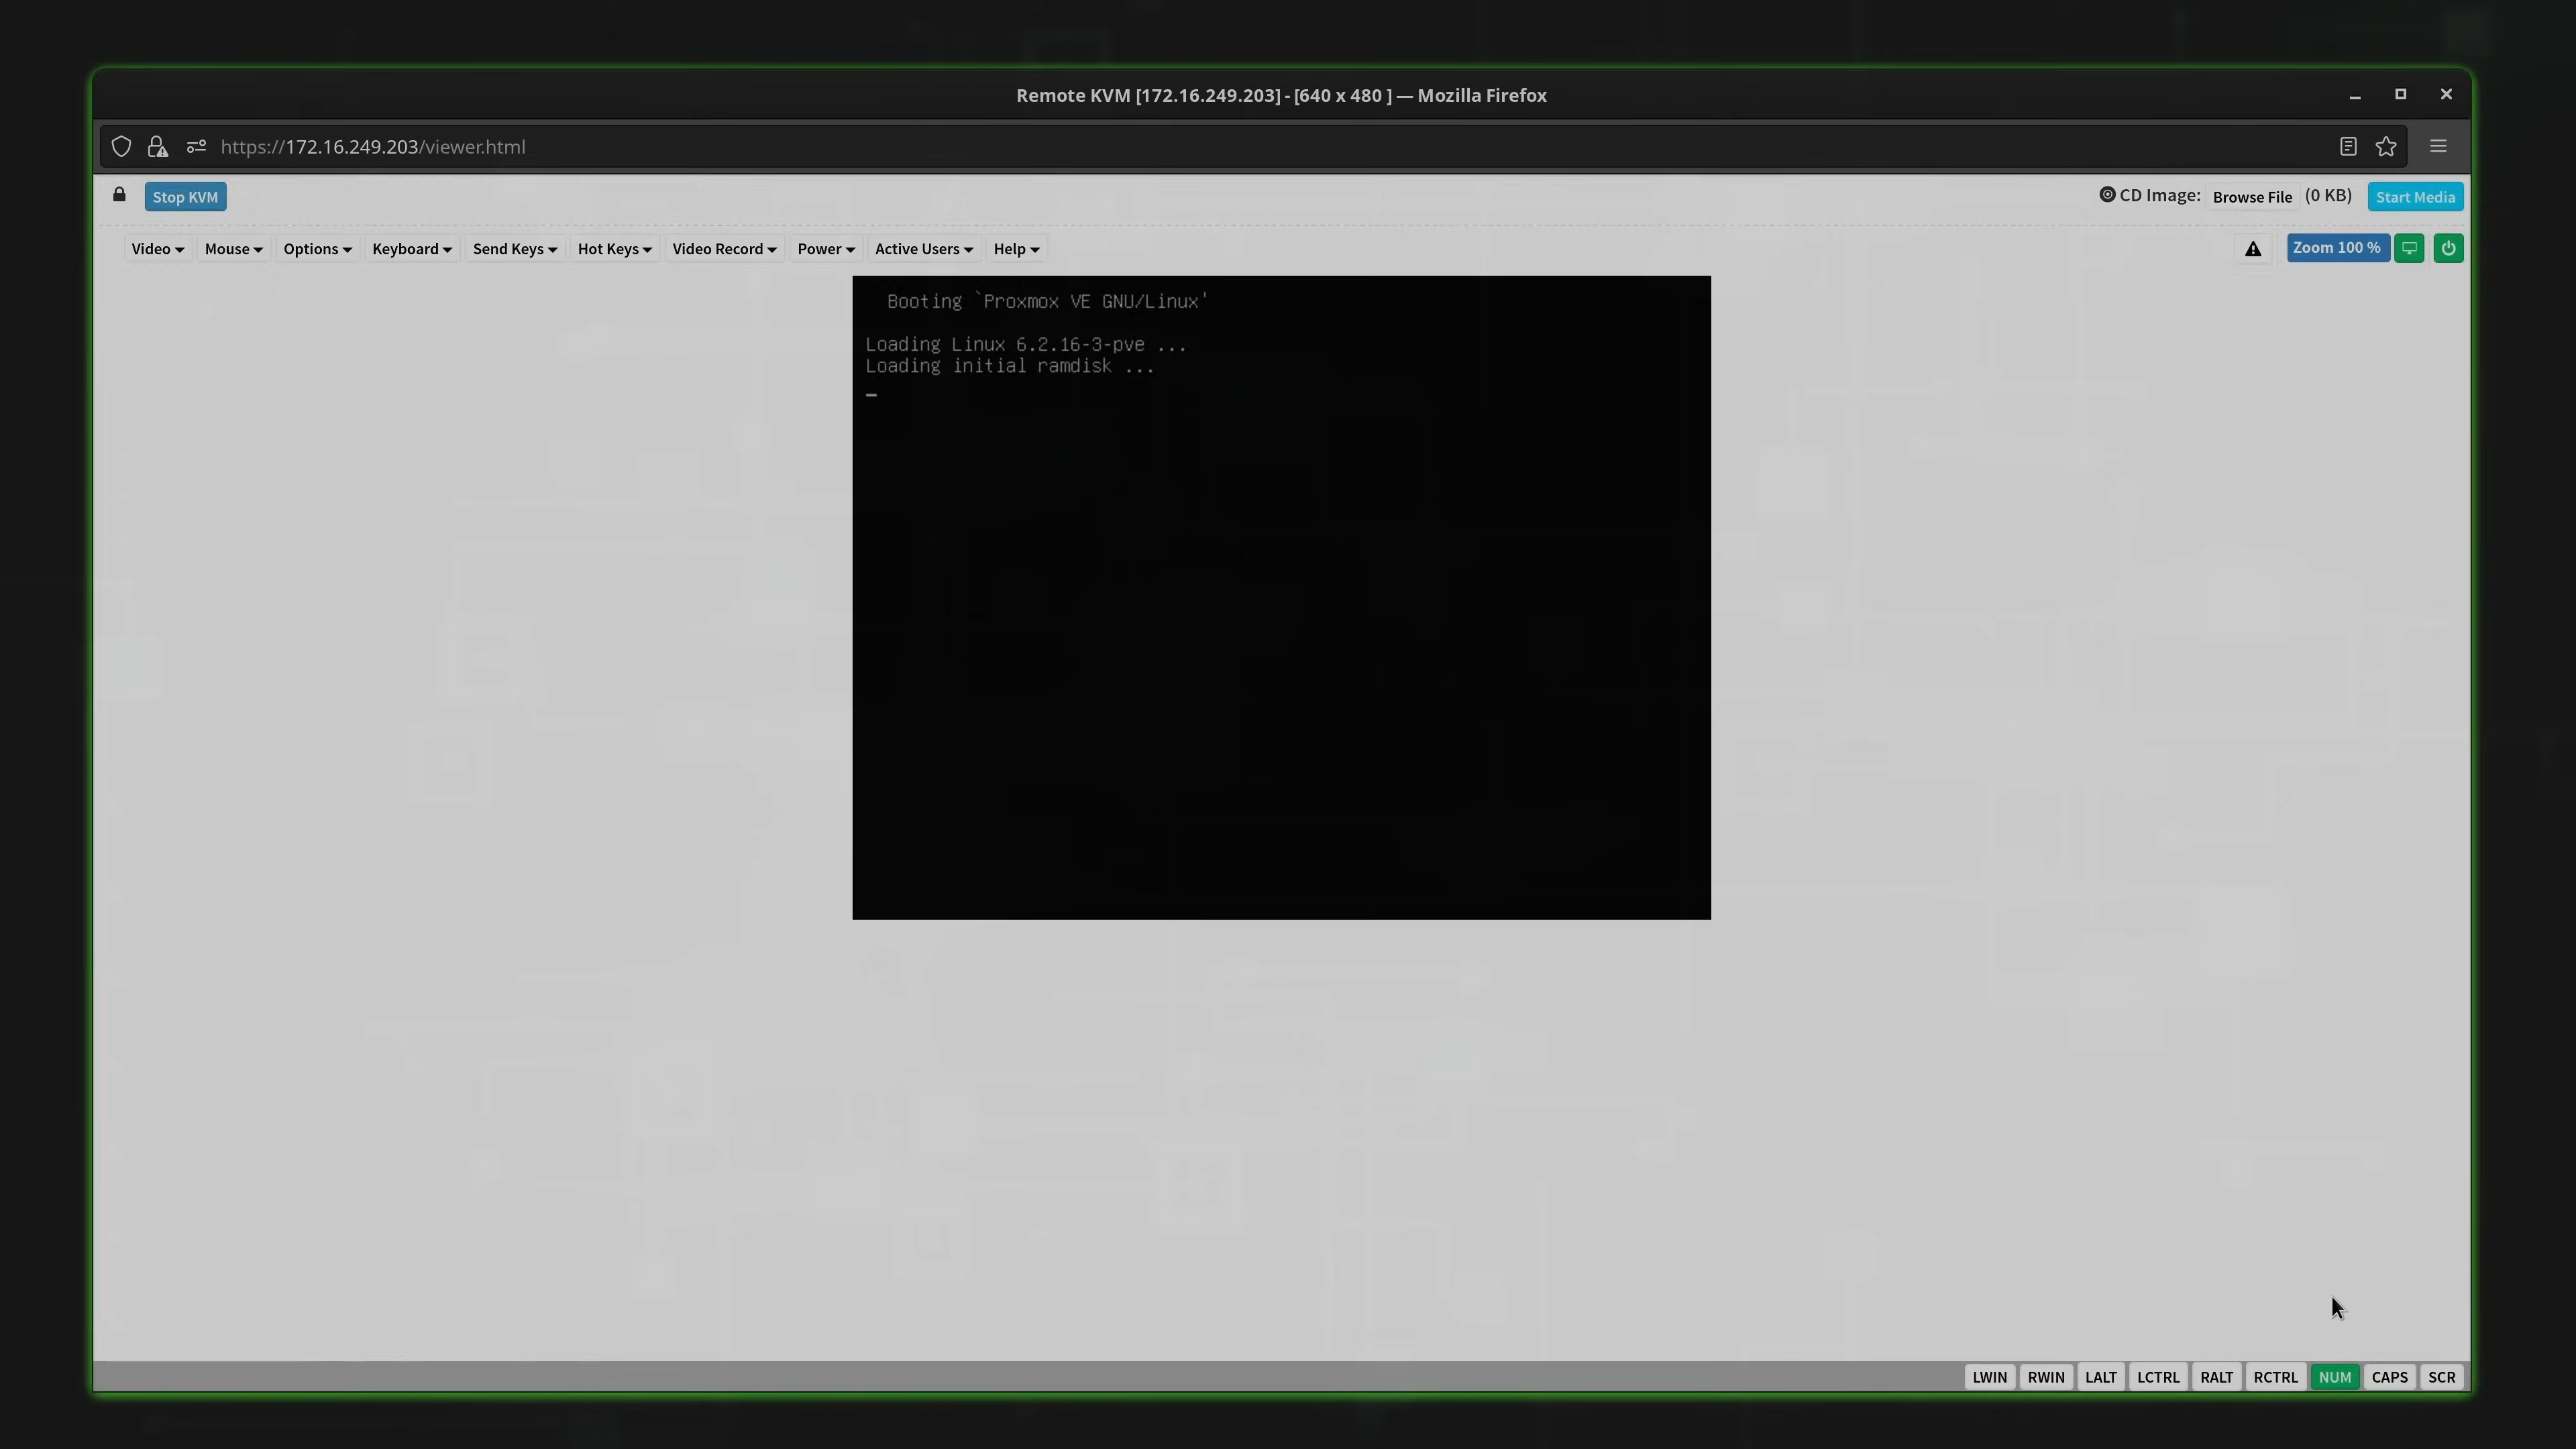 Remote KVM [172.16.249.203] - [640 x 480 ] — Mozilla Firefox
https://172.16.249.203/viewer.html
Stop KVM
CD Image: Browse File (0 KB) Start Media
Video Mouse Options Keyboard Send Keys Hot Keys Video Record Power Active Users Help
Zoom 100 %
Booting `Proxmox VE GNU/Linux'
Loading Linux 6.2.16-3-pve ...
Loading initial ramdisk ...
_
LWIN RWIN LALT LCTRL RALT RCTRL NUM CAPS SCR